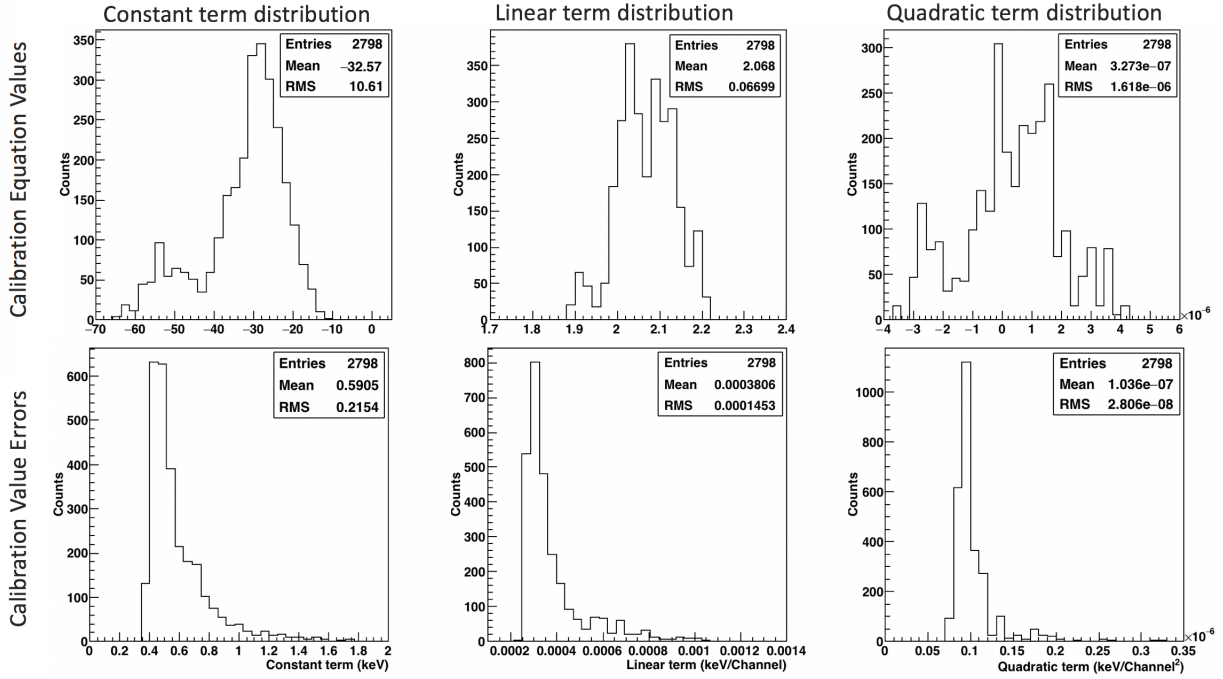 Constant term distribution
Linear term distribution
Quadratic term distribution
Calibration Equation Values
Counts
350
300
250
200
150
100
50
0
−70 −60 −50 −40 −30 −20 −10 0
Entries 2798
Mean −32.57
RMS 10.61
Counts
350
300
250
200
150
100
50
0
1.7 1.8 1.9 2 2.1 2.2 2.3 2.4
Entries 2798
Mean 2.068
RMS 0.06699
Counts
300
250
200
150
100
50
0
−4 −3 −2 −1 0 1 2 3 4 5 6
×10⁻⁶
Entries 2798
Mean 3.273e−07
RMS 1.618e−06
Calibration Value Errors
Counts
600
500
400
300
200
100
0
0 0.2 0.4 0.6 0.8 1 1.2 1.4 1.6 1.8 2
Constant term (keV)
Entries 2798
Mean 0.5905
RMS 0.2154
Counts
800
700
600
500
400
300
200
100
0
0.0002 0.0004 0.0006 0.0008 0.001 0.0012 0.0014
Linear term (keV/Channel)
Entries 2798
Mean 0.0003806
RMS 0.0001453
Counts
1000
800
600
400
200
0
0 0.05 0.1 0.15 0.2 0.25 0.3 0.35
×10⁻⁶
Quadratic term (keV/Channel²)
Entries 2798
Mean 1.036e−07
RMS 2.806e−08